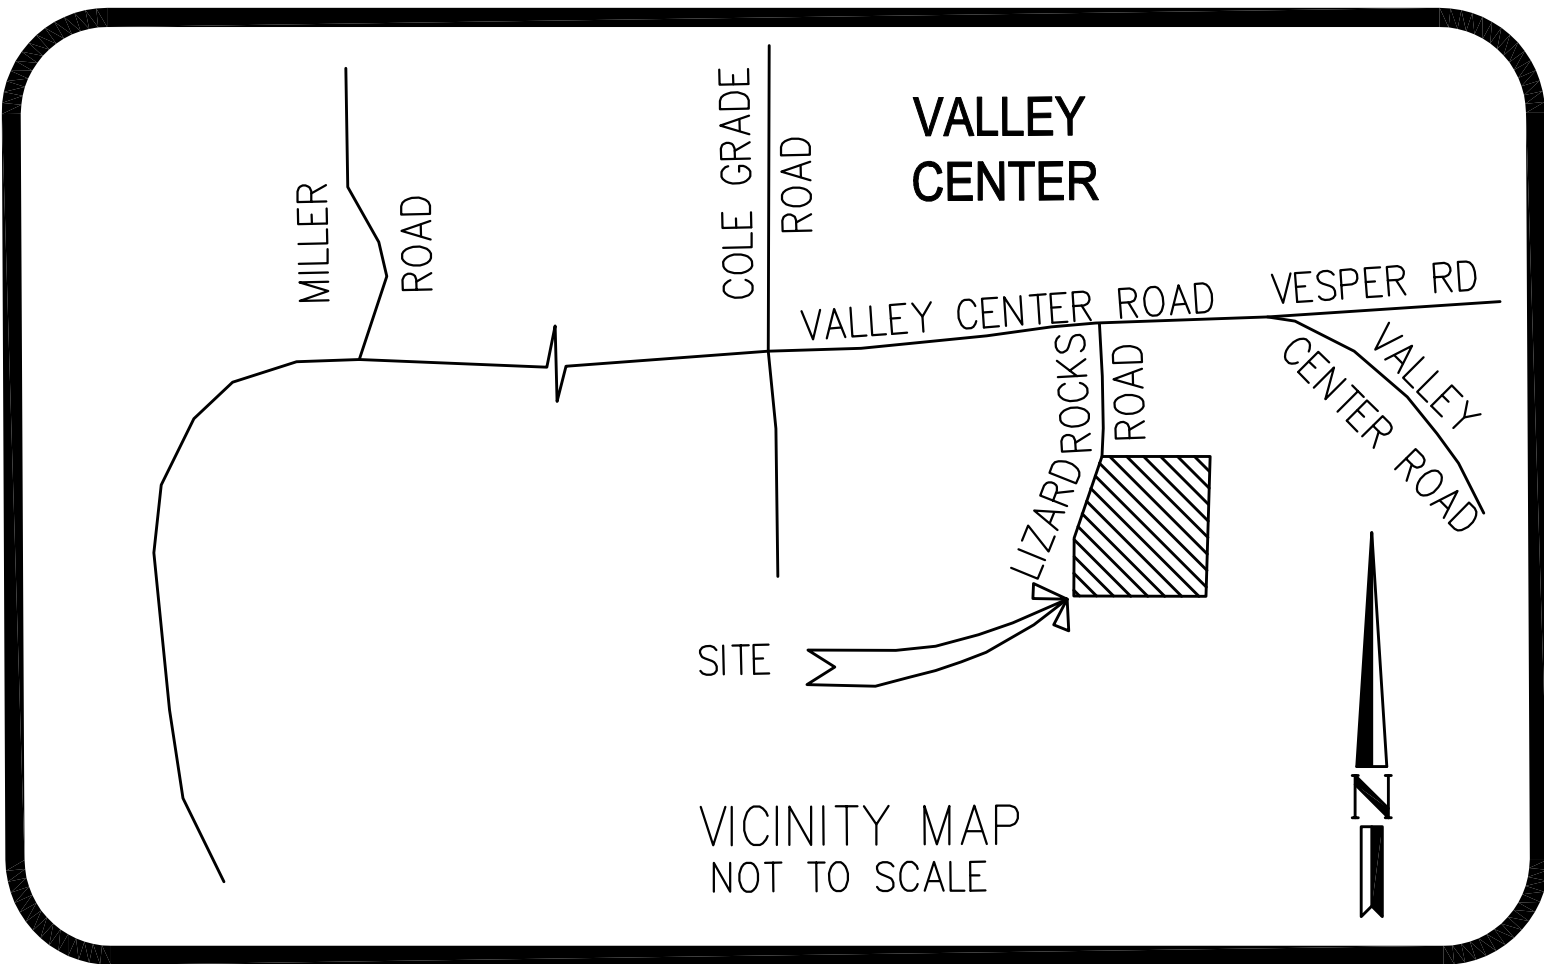 VALLEY
CENTER
MILLER
ROAD
COLE GRADE
ROAD
VALLEY CENTER ROAD
VESPER RD
VALLEY
CENTER ROAD
LIZARD ROCKS
ROAD
SITE
N
VICINITY MAP
NOT TO SCALE